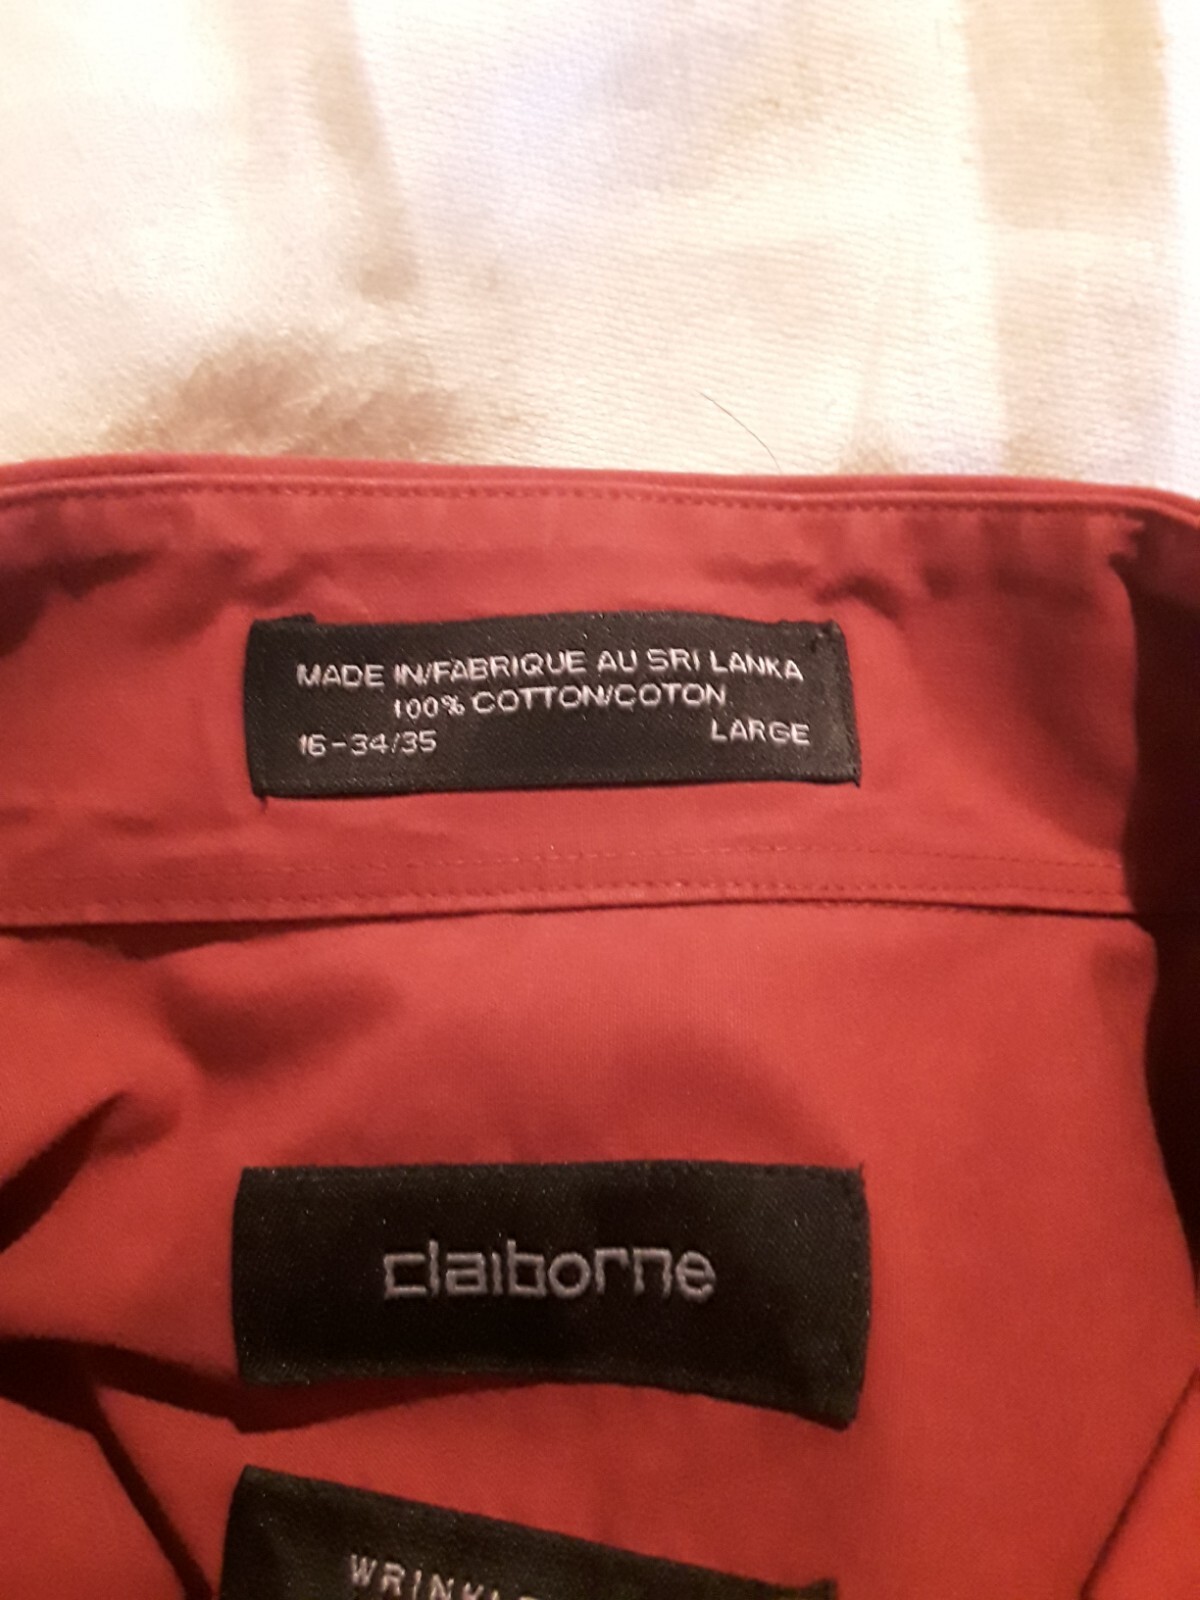 MADE IN/FABRIQUE AU SRI LANKA
100% COTTON/COTON
16-34/35 LARGE
claiborne